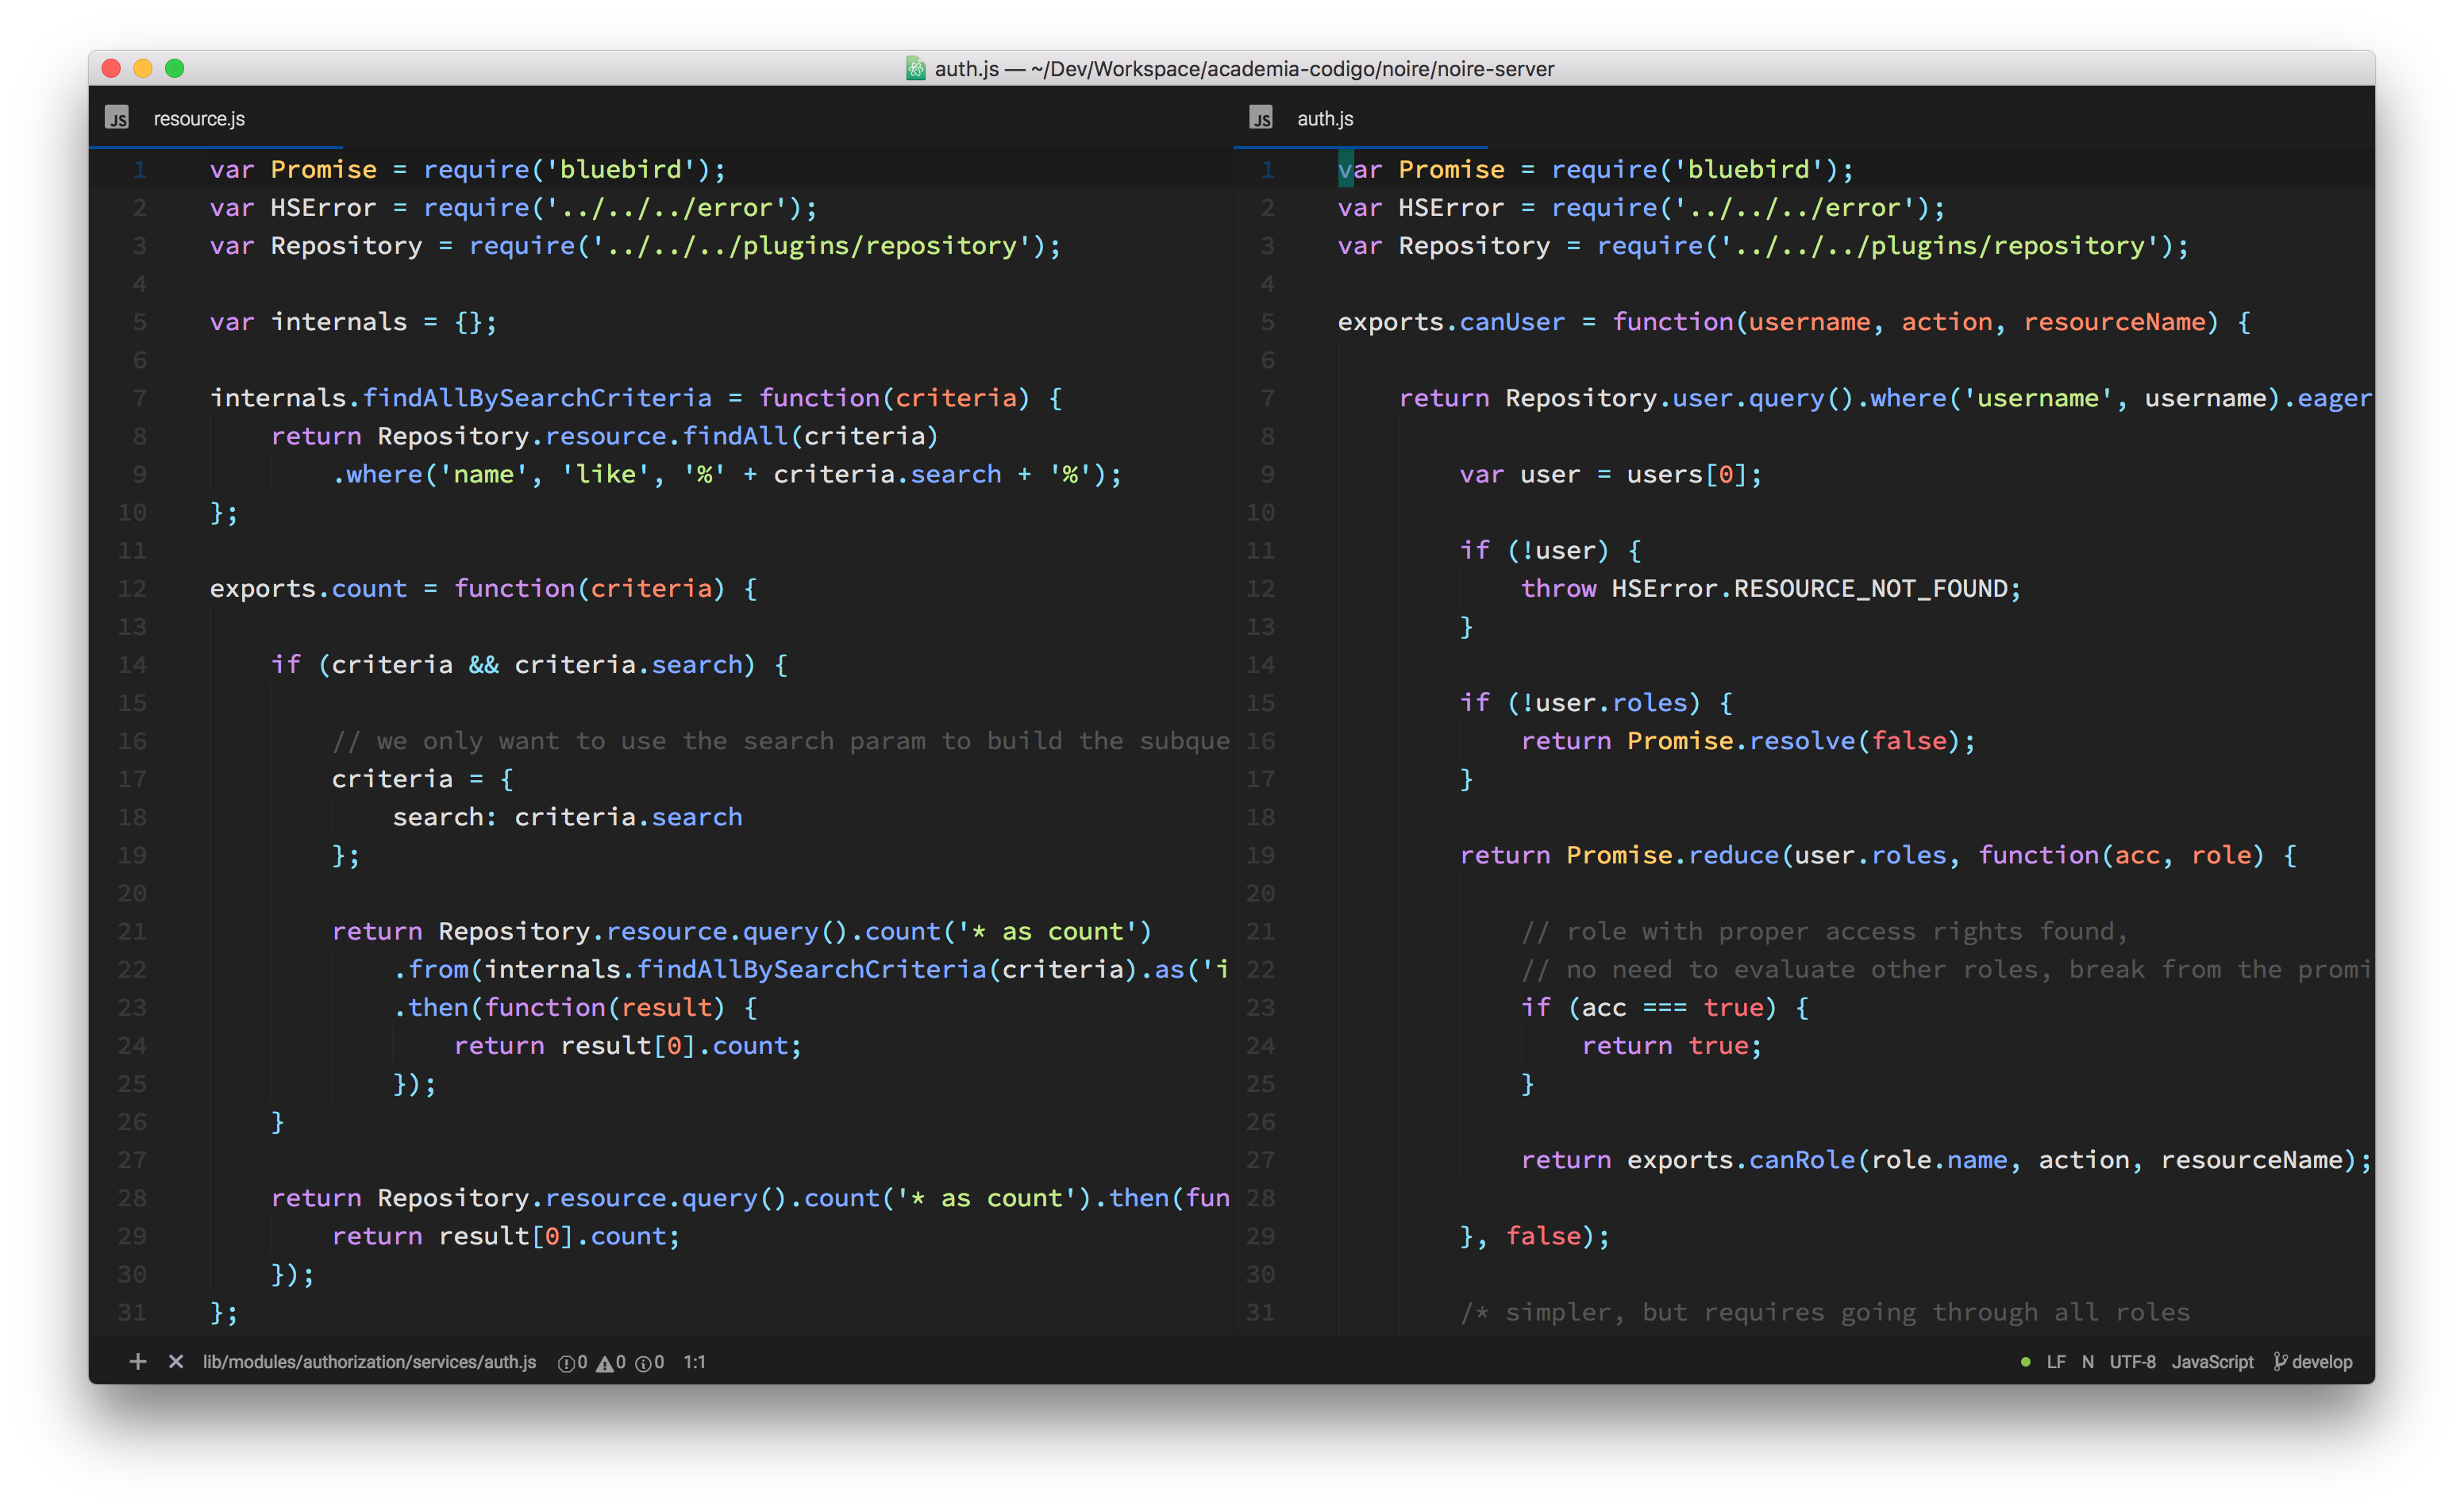 auth.js — ~/Dev/Workspace/academia-codigo/noire/noire-server
resource.js
1 var Promise = require('bluebird');
2 var HSError = require('../../../error');
3 var Repository = require('../../../plugins/repository');
4
5 var internals = {};
6
7 internals.findAllBySearchCriteria = function(criteria) {
8     return Repository.resource.findAll(criteria)
9         .where('name', 'like', '%' + criteria.search + '%');
10 };
11
12 exports.count = function(criteria) {
13
14     if (criteria && criteria.search) {
15
16         // we only want to use the search param to build the subque
17         criteria = {
18             search: criteria.search
19         };
20
21         return Repository.resource.query().count('* as count')
22             .from(internals.findAllBySearchCriteria(criteria).as('i
23             .then(function(result) {
24                 return result[0].count;
25             });
26     }
27
28     return Repository.resource.query().count('* as count').then(fun
29         return result[0].count;
30     });
31 };
auth.js
1 var Promise = require('bluebird');
2 var HSError = require('../../../error');
3 var Repository = require('../../../plugins/repository');
4
5 exports.canUser = function(username, action, resourceName) {
6
7     return Repository.user.query().where('username', username).eager
8
9         var user = users[0];
10
11         if (!user) {
12             throw HSError.RESOURCE_NOT_FOUND;
13         }
14
15         if (!user.roles) {
16             return Promise.resolve(false);
17         }
18
19         return Promise.reduce(user.roles, function(acc, role) {
20
21             // role with proper access rights found,
22             // no need to evaluate other roles, break from the promi
23             if (acc === true) {
24                 return true;
25             }
26
27             return exports.canRole(role.name, action, resourceName);
28
29         }, false);
30
31         /* simpler, but requires going through all roles
lib/modules/authorization/services/auth.js 0 0 0 1:1
LF N UTF-8 JavaScript develop